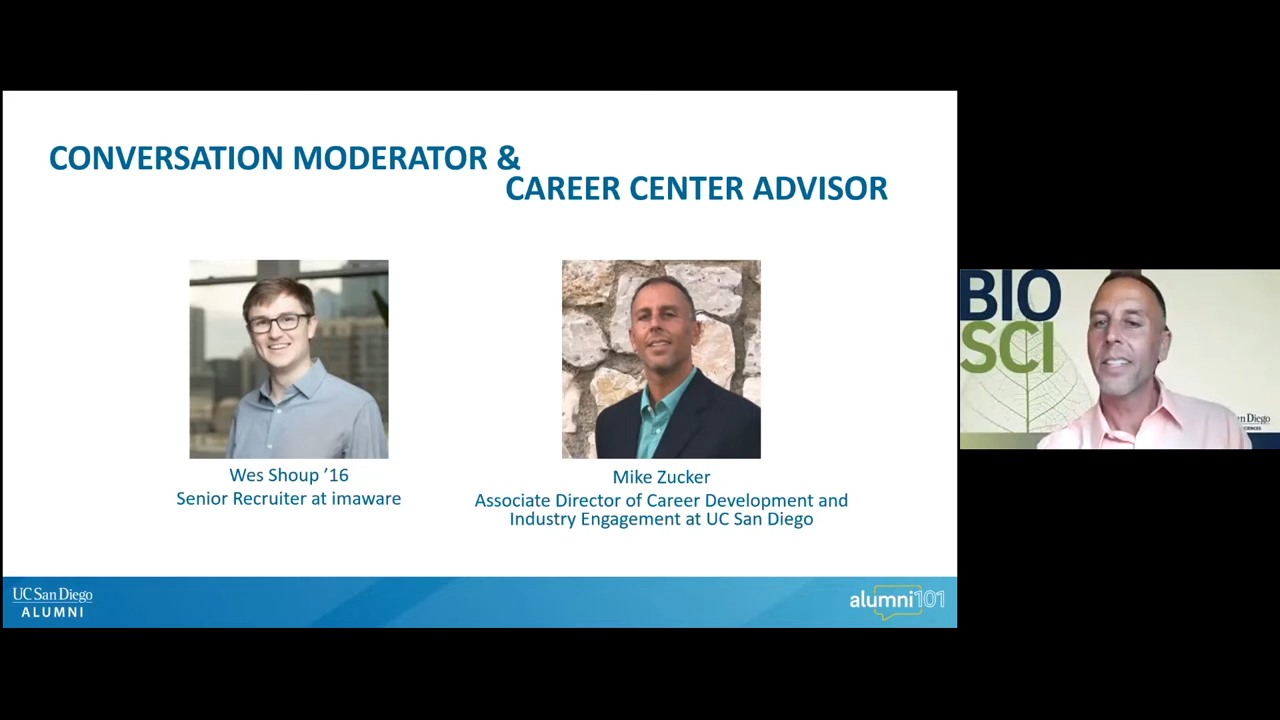 CONVERSATION MODERATOR &
CAREER CENTER ADVISOR
Wes Shoup ’16
Senior Recruiter at imaware
Mike Zucker
Associate Director of Career Development and
Industry Engagement at UC San Diego
BIO
SCI
n Diego
UC San Diego
ALUMNI
alumni101